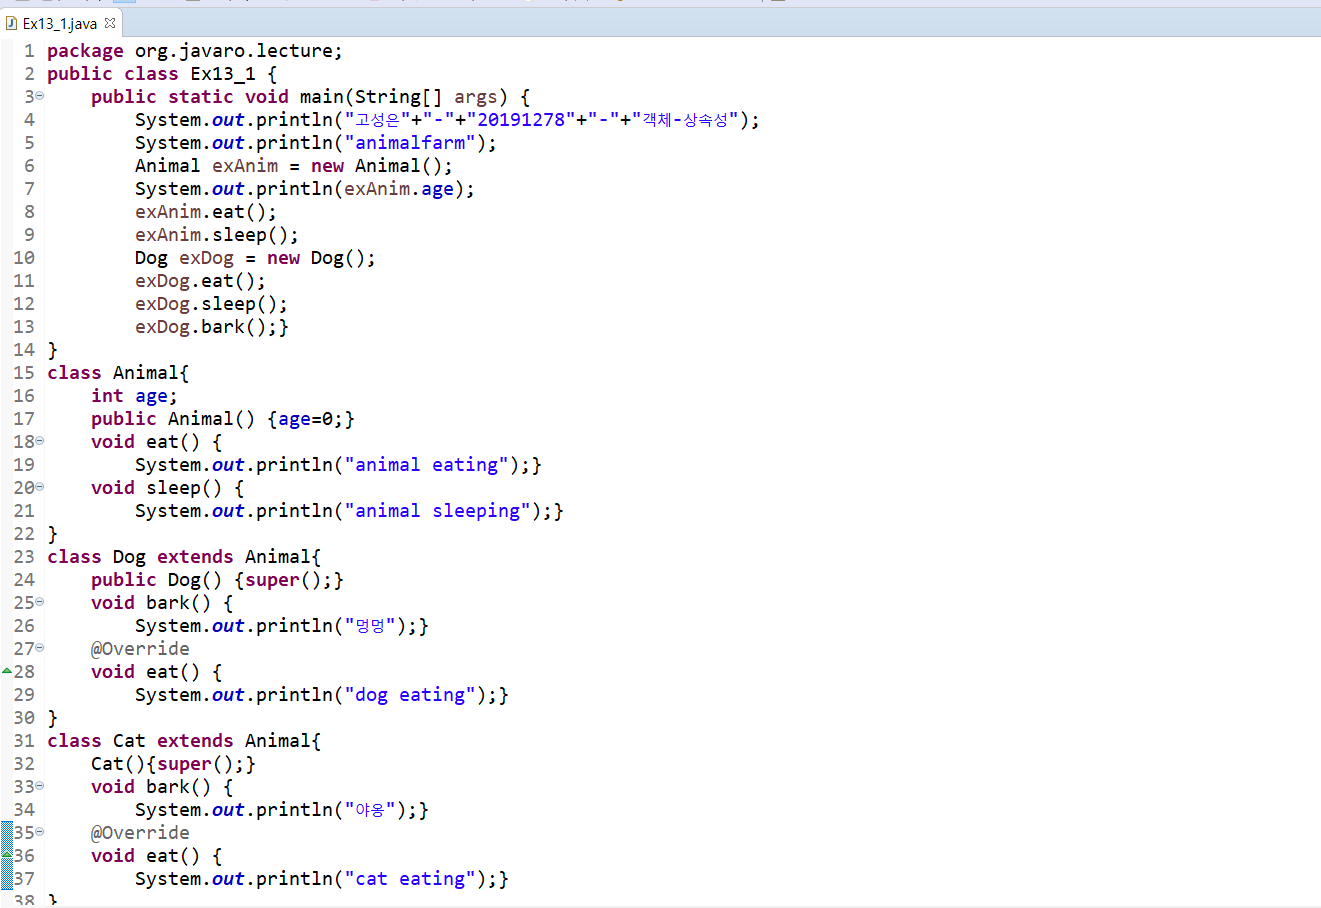 Ex13_1.java
1 package org.javaro.lecture;
2 public class Ex13_1 {
3     public static void main(String[] args) {
4         System.out.println("고성은"+"-"+"20191278"+"-"+"객체-상속성");
5         System.out.println("animalfarm");
6         Animal exAnim = new Animal();
7         System.out.println(exAnim.age);
8         exAnim.eat();
9         exAnim.sleep();
10         Dog exDog = new Dog();
11         exDog.eat();
12         exDog.sleep();
13         exDog.bark();}
14 }
15 class Animal{
16     int age;
17     public Animal() {age=0;}
18     void eat() {
19         System.out.println("animal eating");}
20     void sleep() {
21         System.out.println("animal sleeping");}
22 }
23 class Dog extends Animal{
24     public Dog() {super();}
25     void bark() {
26         System.out.println("멍멍");}
27     @Override
28     void eat() {
29         System.out.println("dog eating");}
30 }
31 class Cat extends Animal{
32     Cat(){super();}
33     void bark() {
34         System.out.println("야옹");}
35     @Override
36     void eat() {
37         System.out.println("cat eating");}
38 }